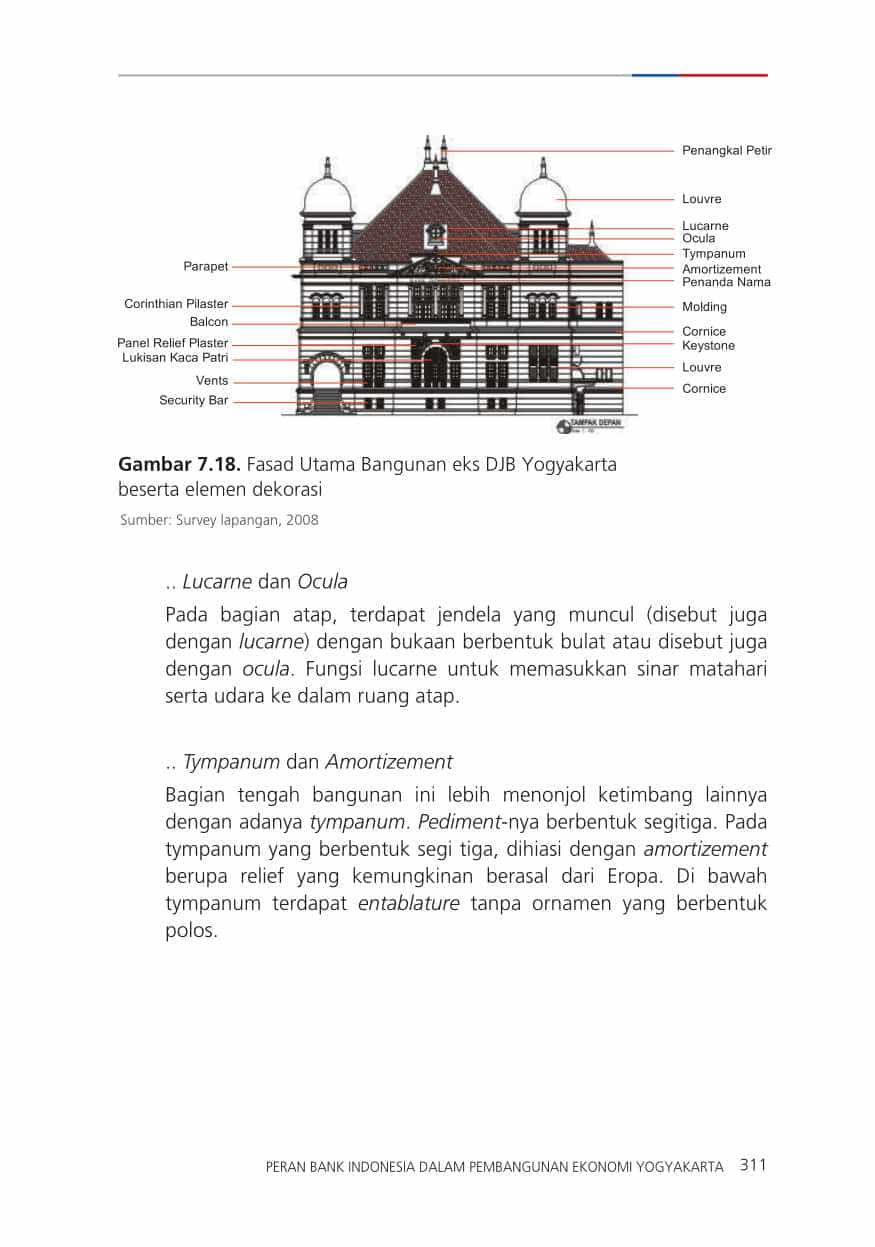 Penangkal Petir
Louvre
Lucarne
Ocula
Tympanum
Amortizement
Penanda Nama
Molding
Cornice
Keystone
Louvre
Cornice
Parapet
Corinthian Pilaster
Balcon
Panel Relief Plaster
Lukisan Kaca Patri
Vents
Security Bar
TAMPAK DEPAN
Gambar 7.18. Fasad Utama Bangunan eks DJB Yogyakarta
beserta elemen dekorasi
Sumber: Survey lapangan, 2008
.. Lucarne dan Ocula
Pada bagian atap, terdapat jendela yang muncul (disebut juga
dengan lucarne) dengan bukaan berbentuk bulat atau disebut juga
dengan ocula. Fungsi lucarne untuk memasukkan sinar matahari
serta udara ke dalam ruang atap.
.. Tympanum dan Amortizement
Bagian tengah bangunan ini lebih menonjol ketimbang lainnya
dengan adanya tympanum. Pediment-nya berbentuk segitiga. Pada
tympanum yang berbentuk segi tiga, dihiasi dengan amortizement
berupa relief yang kemungkinan berasal dari Eropa. Di bawah
tympanum terdapat entablature tanpa ornamen yang berbentuk
polos.
PERAN BANK INDONESIA DALAM PEMBANGUNAN EKONOMI YOGYAKARTA 311